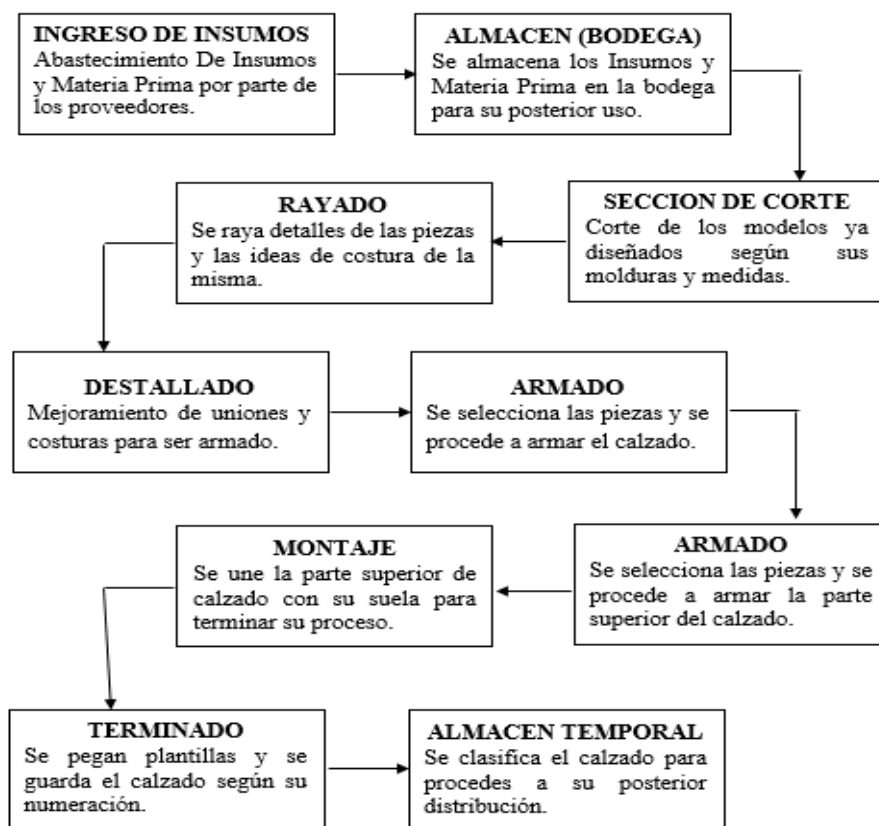 INGRESO DE INSUMOS
Abastecimiento De Insumos
y Materia Prima por parte de
los proveedores.
ALMACEN (BODEGA)
Se almacena los Insumos y
Materia Prima en la bodega
para su posterior uso.
SECCION DE CORTE
Corte de los modelos ya
diseñados según sus
molduras y medidas.
RAYADO
Se raya detalles de las piezas
y las ideas de costura de la
misma.
DESTALLADO
Mejoramiento de uniones y
costuras para ser armado.
ARMADO
Se selecciona las piezas y se
procede a armar el calzado.
ARMADO
Se selecciona las piezas y se
procede a armar la parte
superior del calzado.
MONTAJE
Se une la parte superior de
calzado con su suela para
terminar su proceso.
TERMINADO
Se pegan plantillas y se
guarda el calzado según su
numeración.
ALMACEN TEMPORAL
Se clasifica el calzado para
procedes a su posterior
distribución.